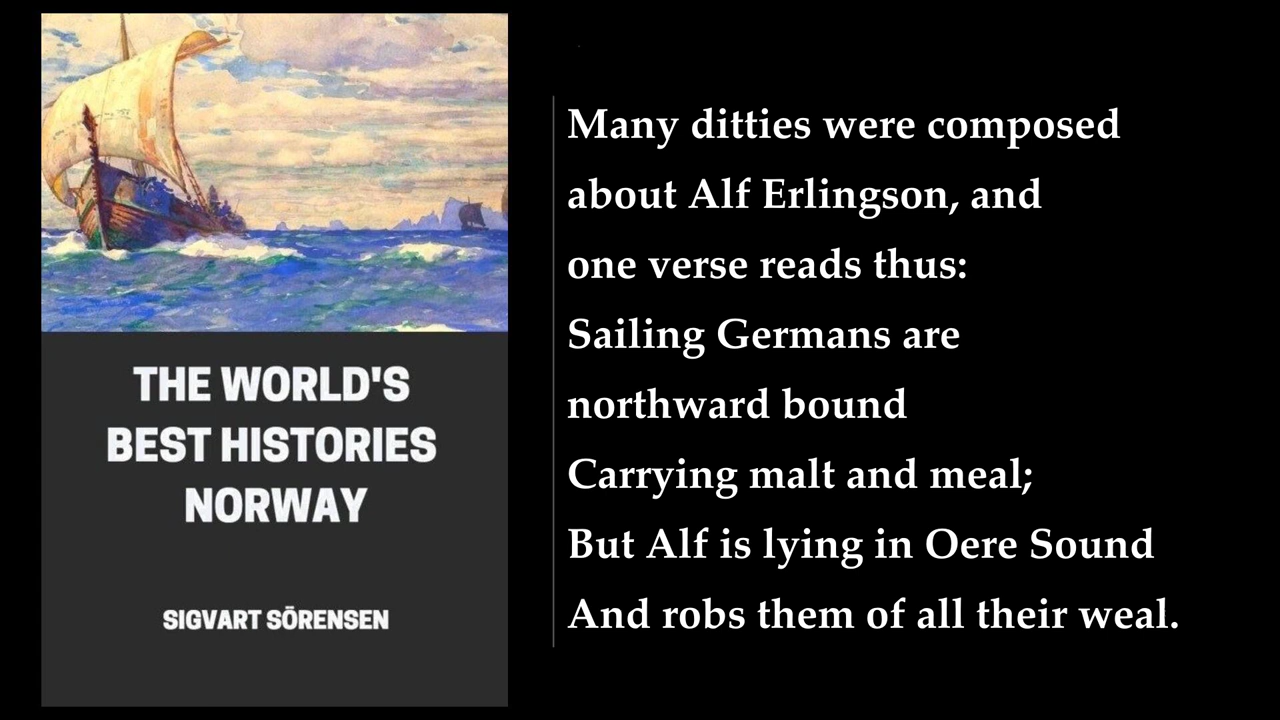 THE WORLD'S
BEST HISTORIES
NORWAY
SIGVART SÖRENSEN
Many ditties were composed
about Alf Erlingson, and
one verse reads thus:
Sailing Germans are
northward bound
Carrying malt and meal;
But Alf is lying in Oere Sound
And robs them of all their weal.